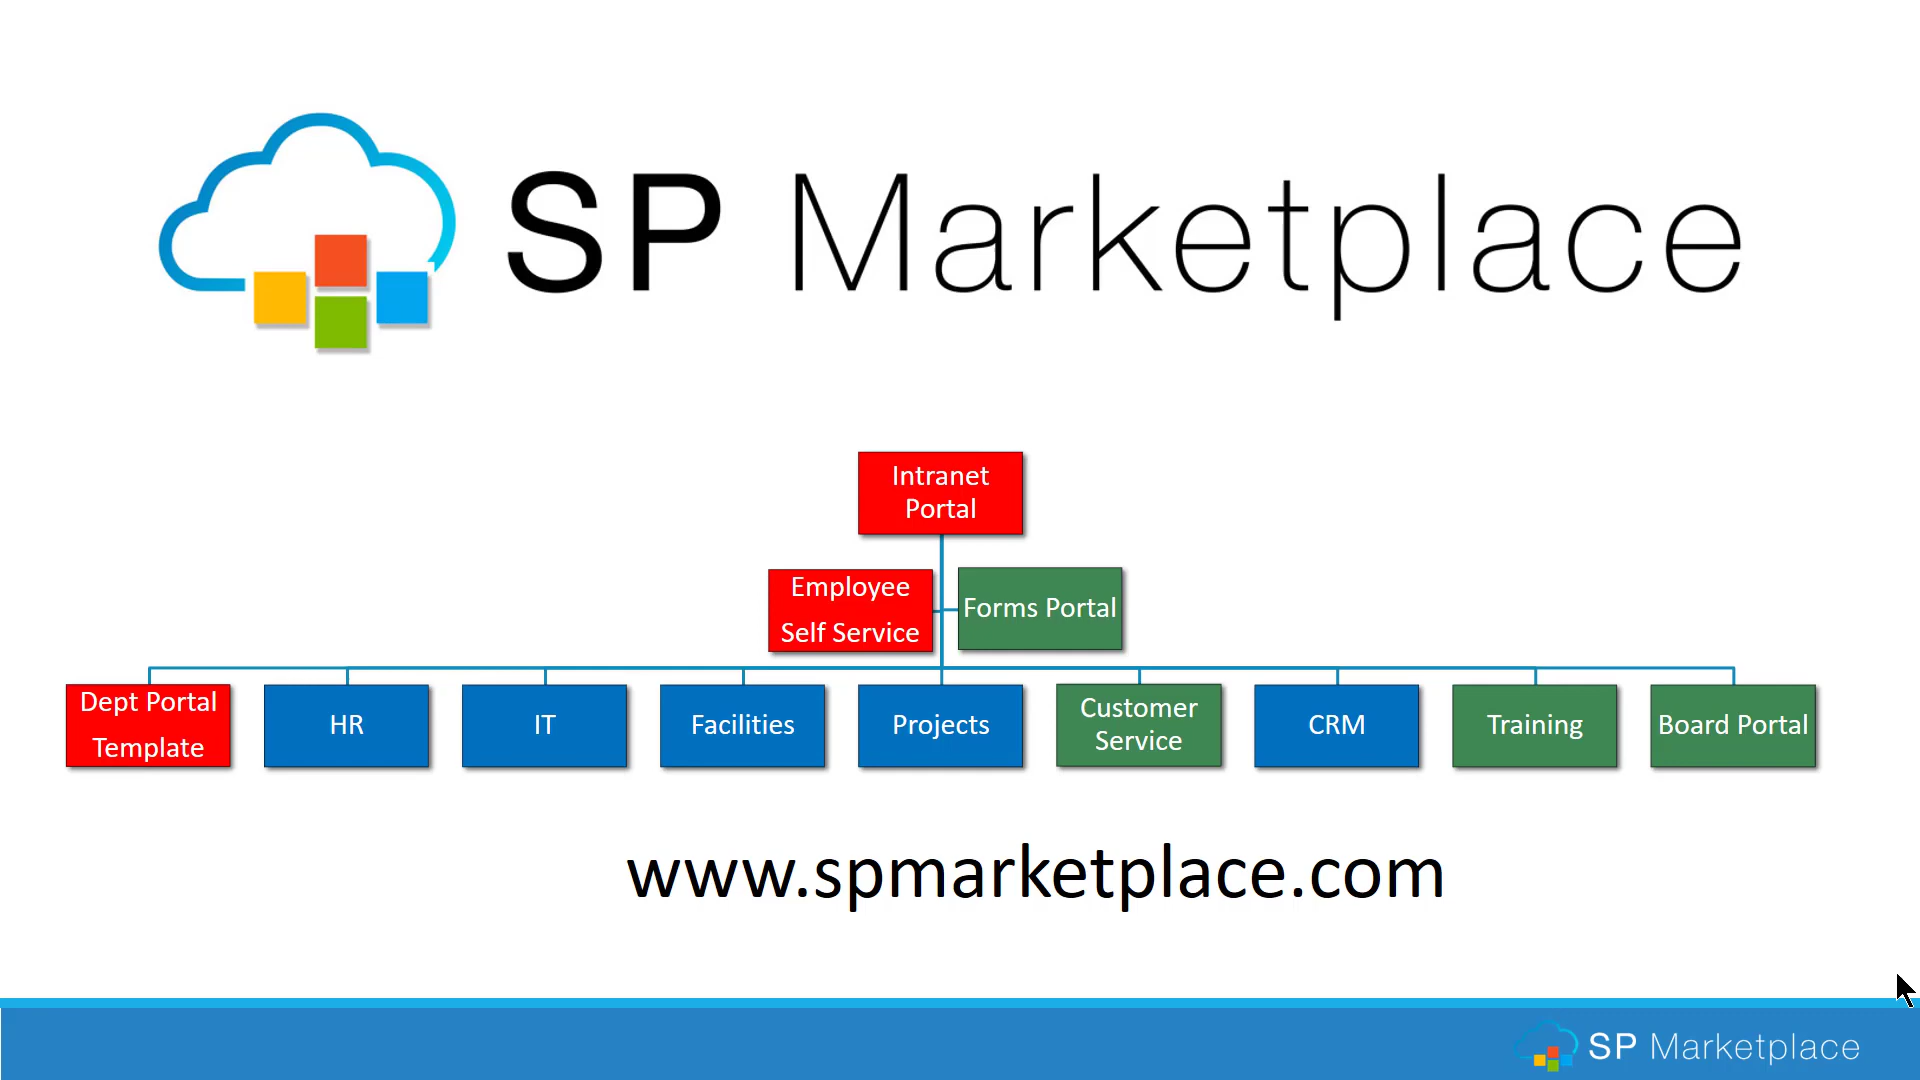 SP Marketplace
Intranet
Portal
Employee
Self Service
Forms Portal
Dept Portal
Template
HR
IT
Facilities
Projects
Customer
Service
CRM
Training
Board Portal
www.spmarketplace.com
SP Marketplace